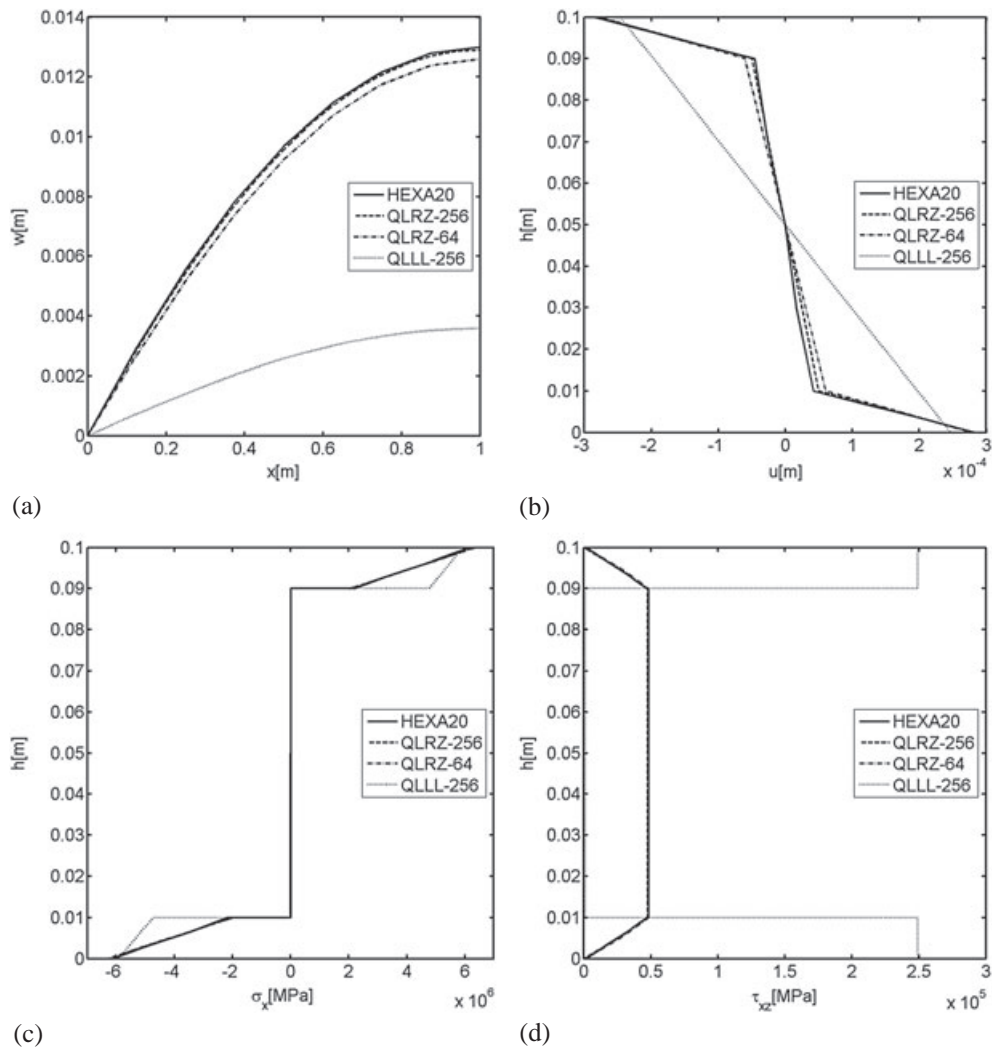 0.014
0.012
0.01
0.008
0.006
0.004
0.002
0
w[m]
HEXA20
QLRZ-256
QLRZ-64
QLLL-256
0 0.2 0.4 0.6 0.8 1
x[m]
(a)
0.1
0.09
0.08
0.07
0.06
0.05
0.04
0.03
0.02
0.01
0
h[m]
HEXA20
QLRZ-256
QLRZ-64
QLLL-256
-3 -2 -1 0 1 2 3
u[m] x 10⁻⁴
(b)
0.1
0.09
0.08
0.07
0.06
0.05
0.04
0.03
0.02
0.01
0
h[m]
HEXA20
QLRZ-256
QLRZ-64
QLLL-256
-6 -4 -2 0 2 4 6
σₓ[MPa] x 10⁶
(c)
0.1
0.09
0.08
0.07
0.06
0.05
0.04
0.03
0.02
0.01
0
h[m]
HEXA20
QLRZ-256
QLRZ-64
QLLL-256
0 0.5 1 1.5 2 2.5 3
τxz[MPa] x 10⁵
(d)